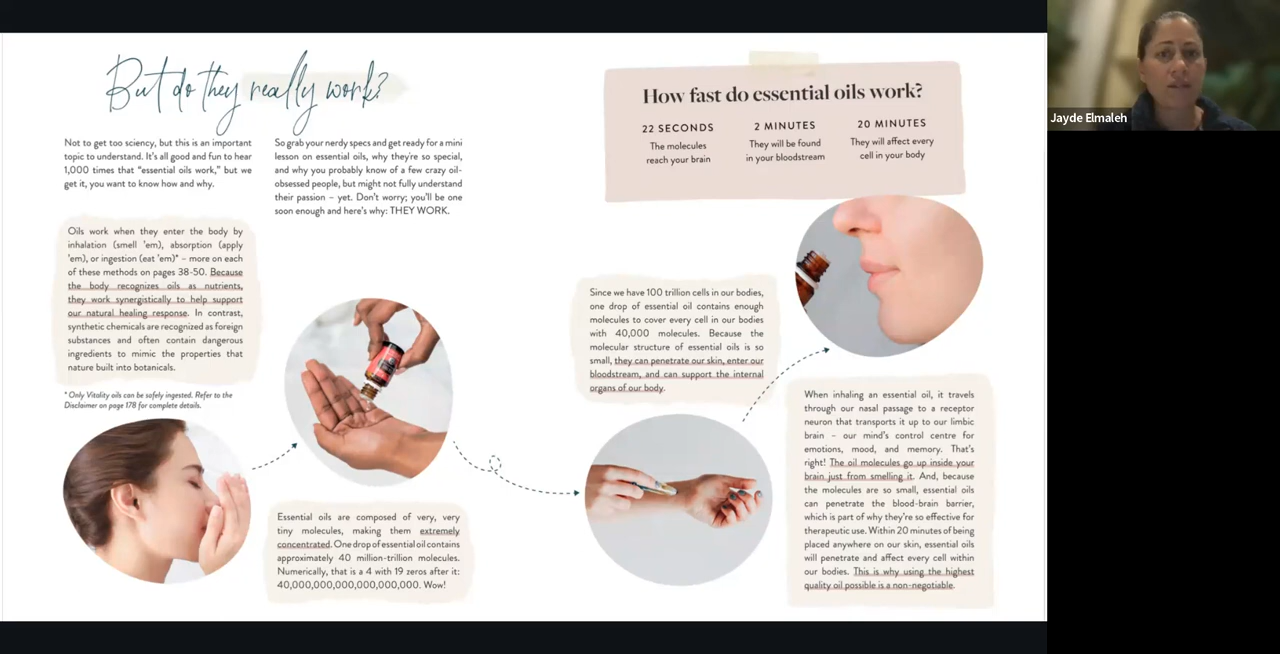 But do they really work?
Not to get too sciency, but this is an important
topic to understand. It's all good and fun to hear
1,000 times that “essential oils work,” but we
get it, you want to know how and why.
So grab your nerdy specs and get ready for a mini
lesson on essential oils, why they're so special,
and why you probably know of a few crazy oil-
obsessed people, but might not fully understand
their passion – yet. Don't worry; you'll be one
soon enough and here's why: THEY WORK.
Oils work when they enter the body by
inhalation (smell 'em), absorption (apply
'em), or ingestion (eat 'em)* – more on each
of these methods on pages 38-50. Because
the body recognizes oils as nutrients,
they work synergistically to help support
our natural healing response. In contrast,
synthetic chemicals are recognized as foreign
substances and often contain dangerous
ingredients to mimic the properties that
nature built into botanicals.
* Only Vitality oils can be safely ingested. Refer to the
Disclaimer on page 178 for complete details.
Essential oils are composed of very, very
tiny molecules, making them extremely
concentrated. One drop of essential oil contains
approximately 40 million-trillion molecules.
Numerically, that is a 4 with 19 zeros after it:
40,000,000,000,000,000,000. Wow!
How fast do essential oils work?
22 SECONDS
The molecules
reach your brain
2 MINUTES
They will be found
in your bloodstream
20 MINUTES
They will affect every
cell in your body
Since we have 100 trillion cells in our bodies,
one drop of essential oil contains enough
molecules to cover every cell in our bodies
with 40,000 molecules. Because the
molecular structure of essential oils is so
small, they can penetrate our skin, enter our
bloodstream, and can support the internal
organs of our body.
When inhaling an essential oil, it travels
through our nasal passage to a receptor
neuron that transports it up to our limbic
brain – our mind's control centre for
emotions, mood, and memory. That's
right! The oil molecules go up inside your
brain just from smelling it. And, because
the molecules are so small, essential oils
can penetrate the blood-brain barrier,
which is part of why they're so effective for
therapeutic use. Within 20 minutes of being
placed anywhere on our skin, essential oils
will penetrate and affect every cell within
our bodies. This is why using the highest
quality oil possible is a non-negotiable.
Jayde Elmaleh